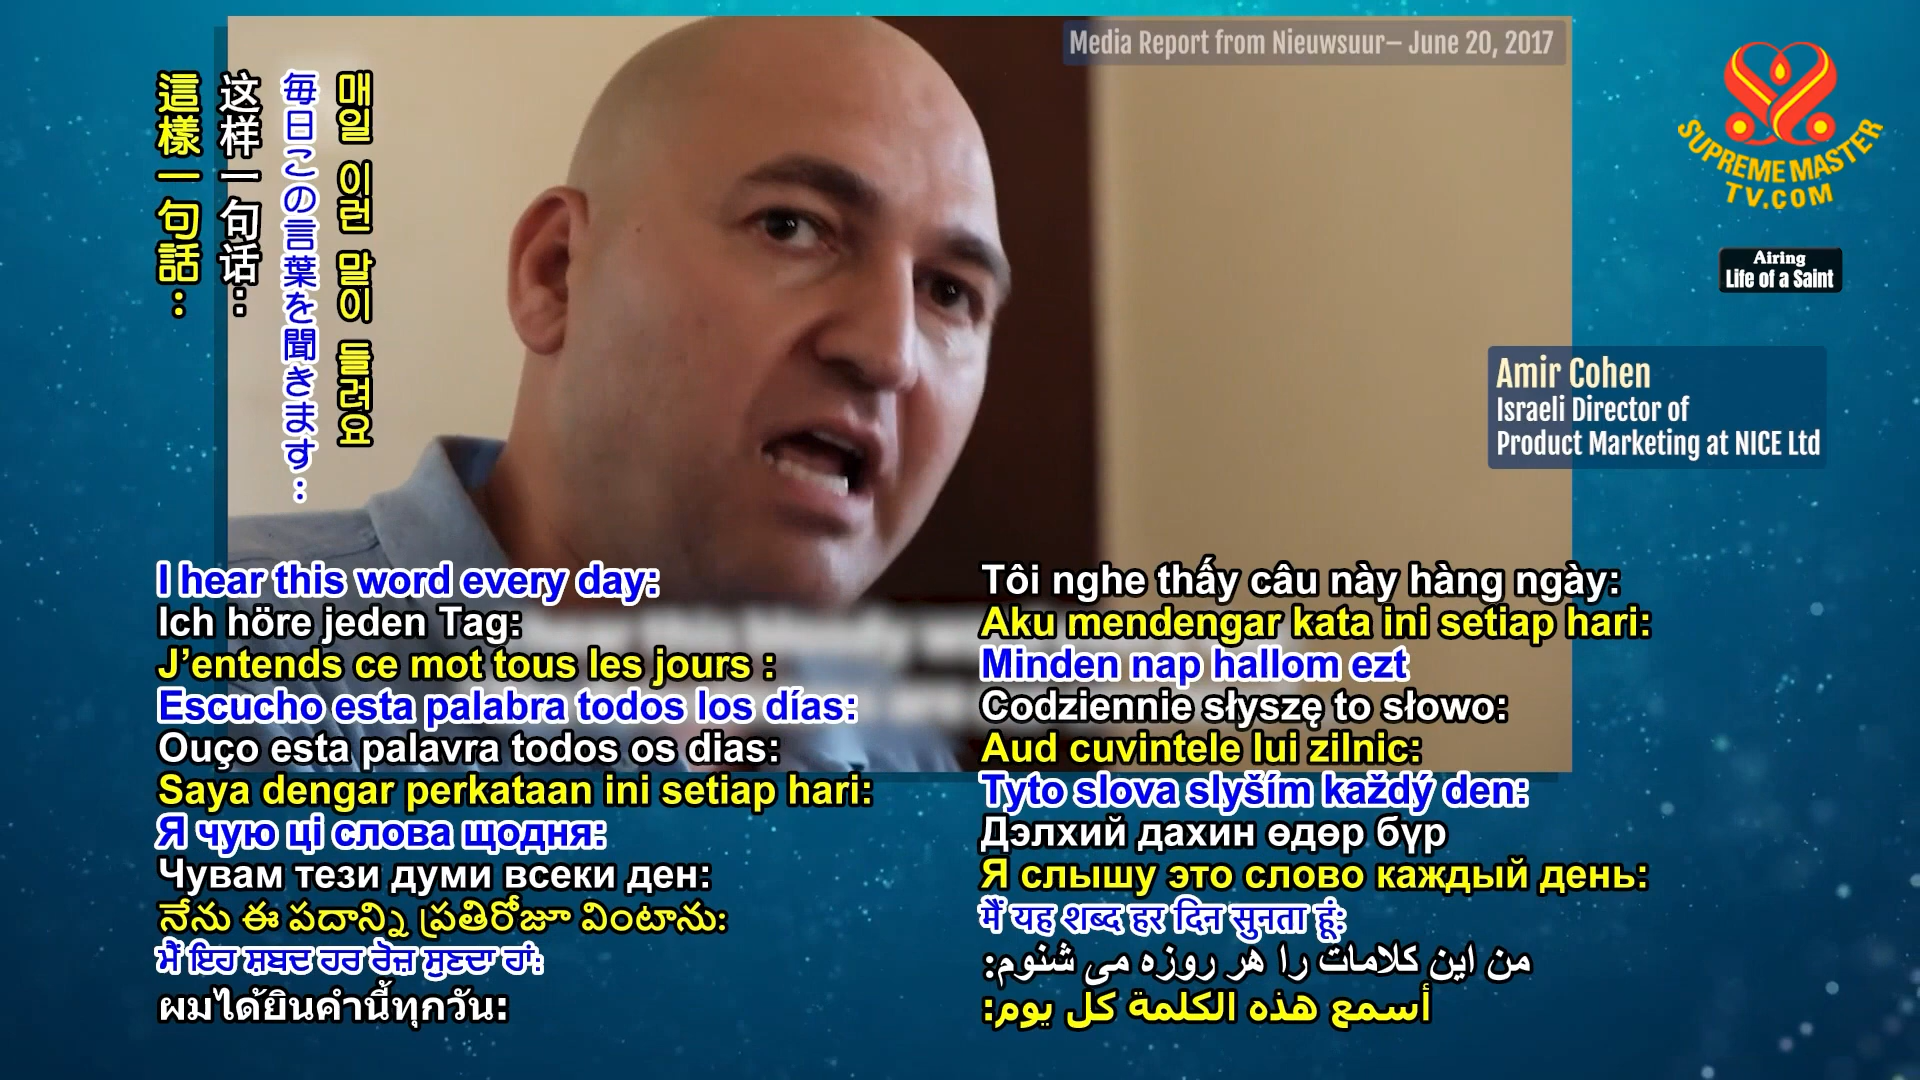 Media Report from Nieuwsuur– June 20, 2017
SUPREME MASTER
TV.COM
Airing
Life of a Saint
Amir Cohen
Israeli Director of
Product Marketing at NICE Ltd
매일 이런 말이 들려요
毎日この言葉を聞きます:
这样一句话:
這樣一句話:
I hear this word every day:
Ich höre jeden Tag:
J’entends ce mot tous les jours :
Escucho esta palabra todos los días:
Ouço esta palavra todos os dias:
Saya dengar perkataan ini setiap hari:
Я чую ці слова щодня:
Чувам тези думи всеки ден:
నేను ఈ పదాన్ని ప్రతిరోజూ వింటాను:
ਮੈਂ ਇਹ ਸ਼ਬਦ ਹਰ ਰੋਜ਼ ਸੁਣਦਾ ਹਾਂ:
ผมได้ยินคำนี้ทุกวัน:
Tôi nghe thấy câu này hàng ngày:
Aku mendengar kata ini setiap hari:
Minden nap hallom ezt
Codziennie słyszę to słowo:
Aud cuvintele lui zilnic:
Tyto slova slyším každý den:
Дэлхий дахин өдөр бүр
Я слышу это слово каждый день:
मैं यह शब्द हर दिन सुनता हूं:
من این کلامات را هر روزه می شنوم:
أسمع هذه الكلمة كل يوم: